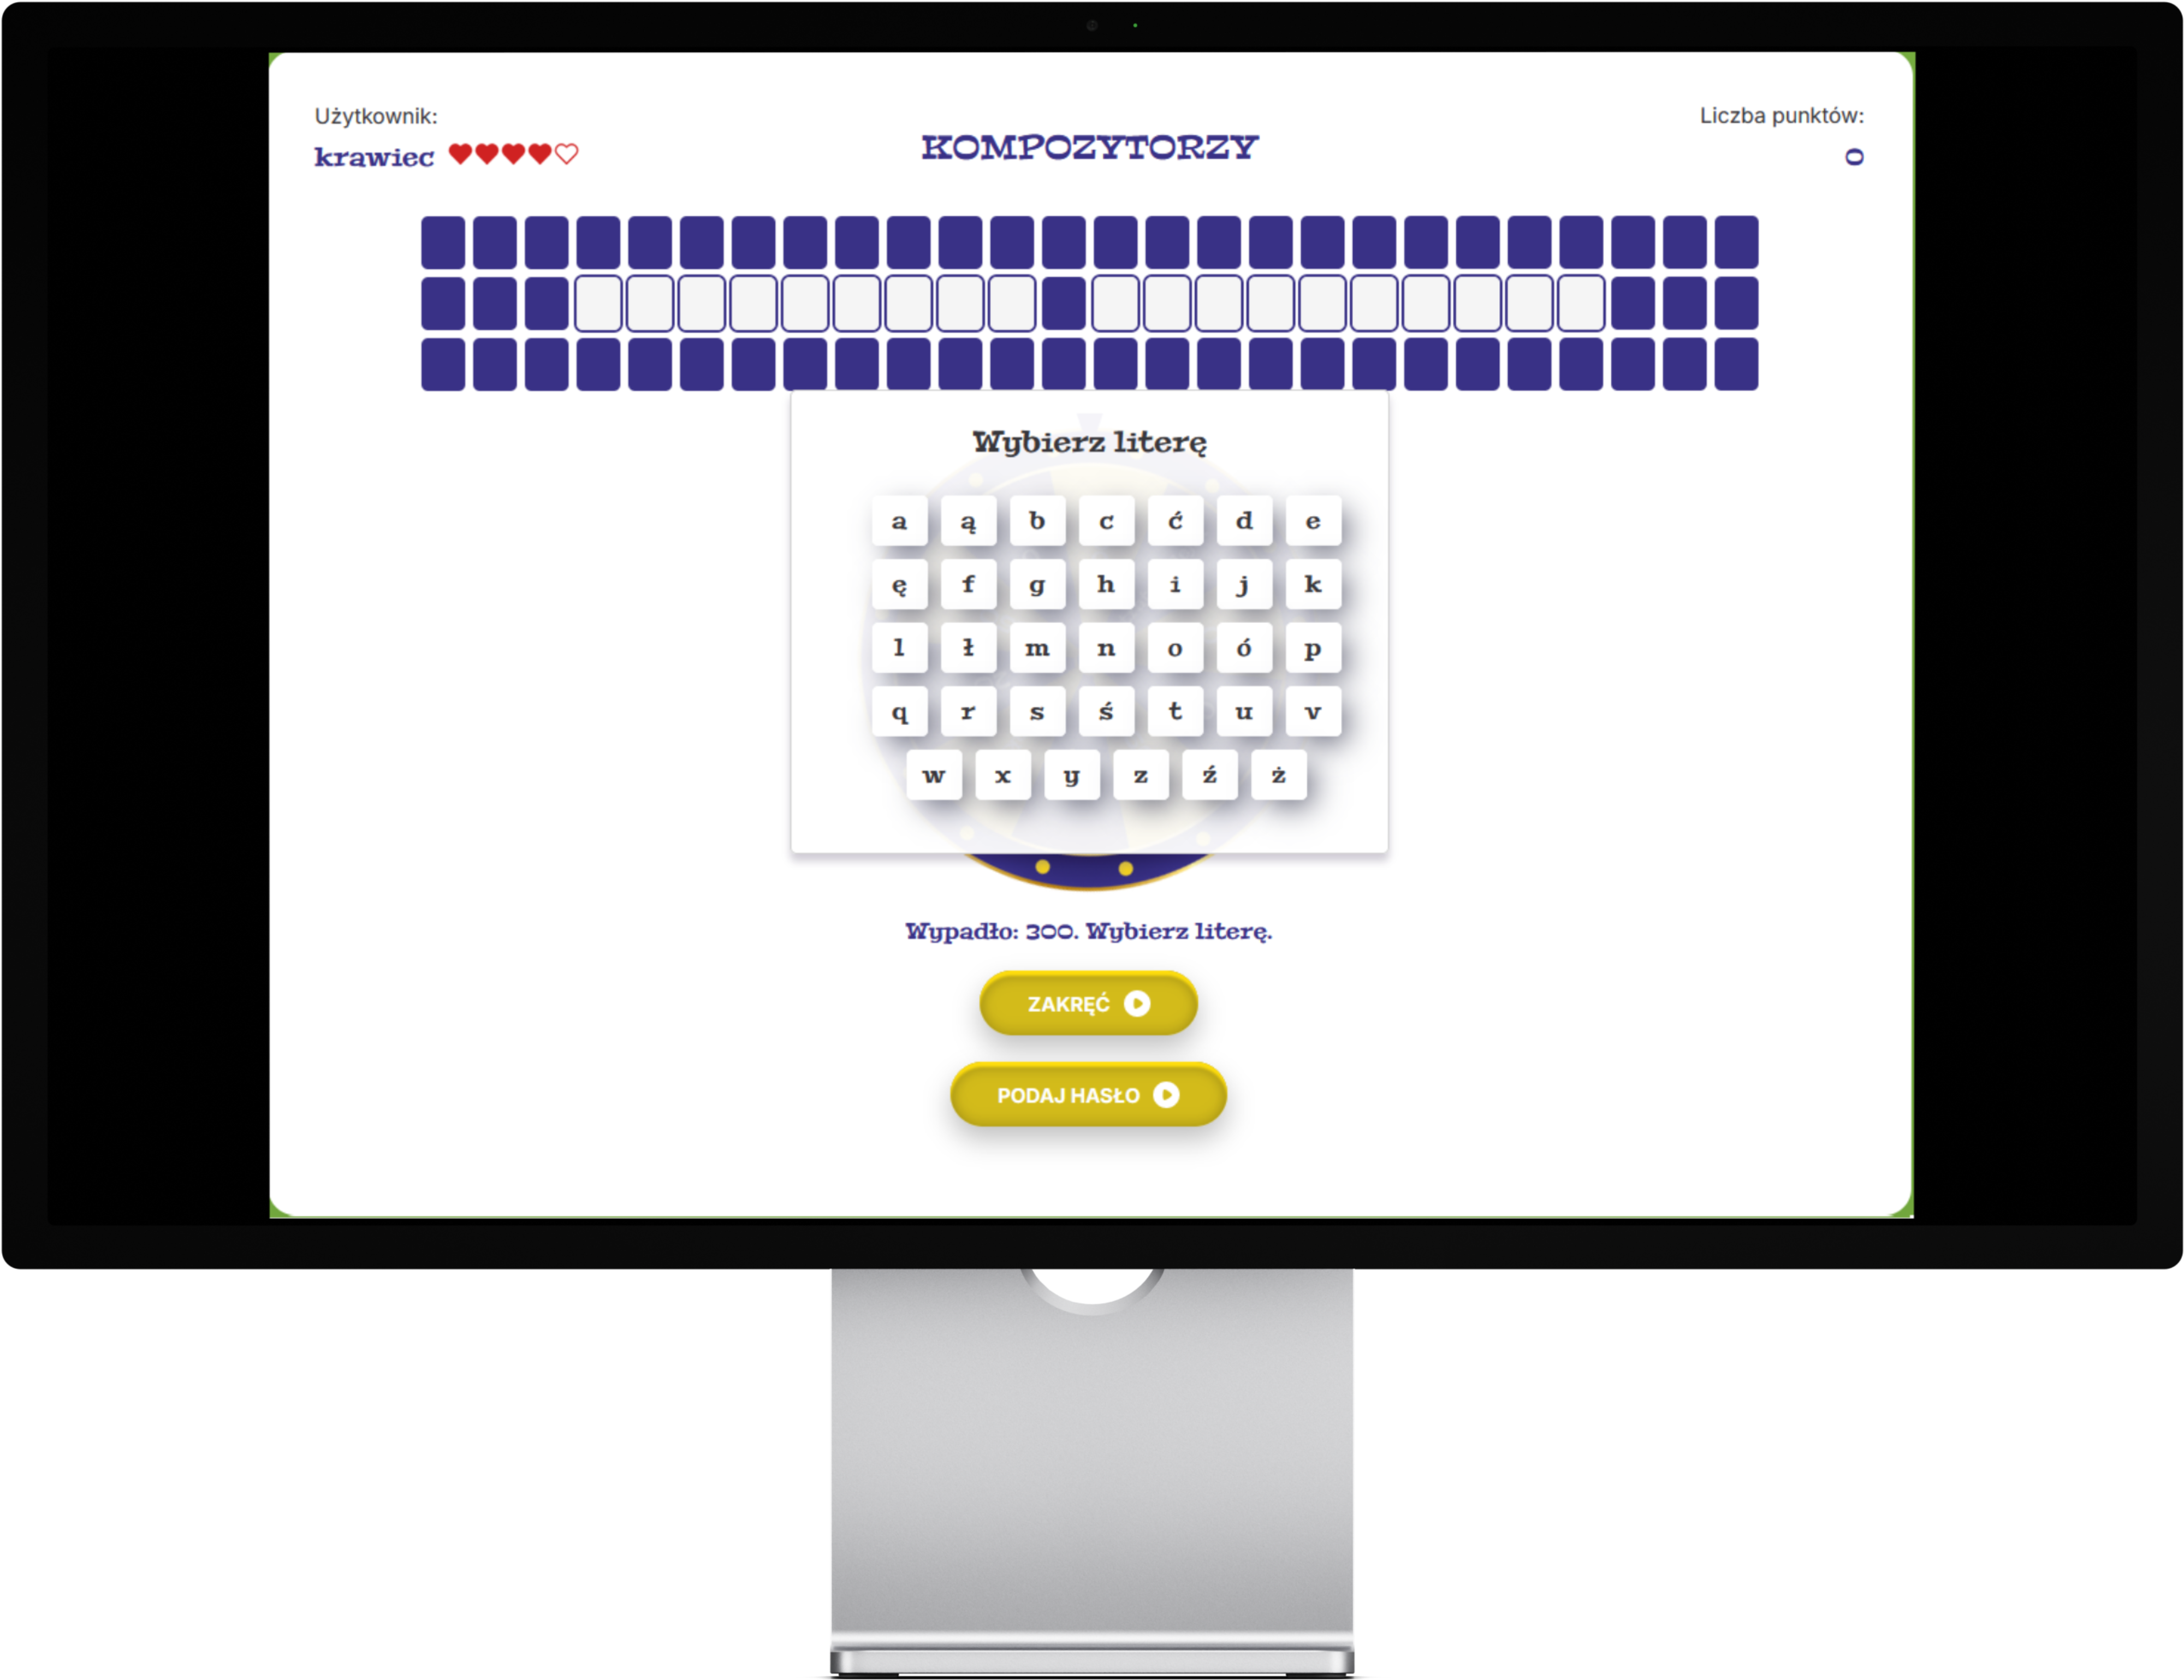 Użytkownik:
krawiec
KOMPOZYTORZY
Liczba punktów:
0
Wybierz literę
a ą b c ć d e
ę f g h i j k
l ł m n o ó p
q r s ś t u v
w x y z ź ż
Wypadło: 300. Wybierz literę.
ZAKRĘĆ
PODAJ HASŁO